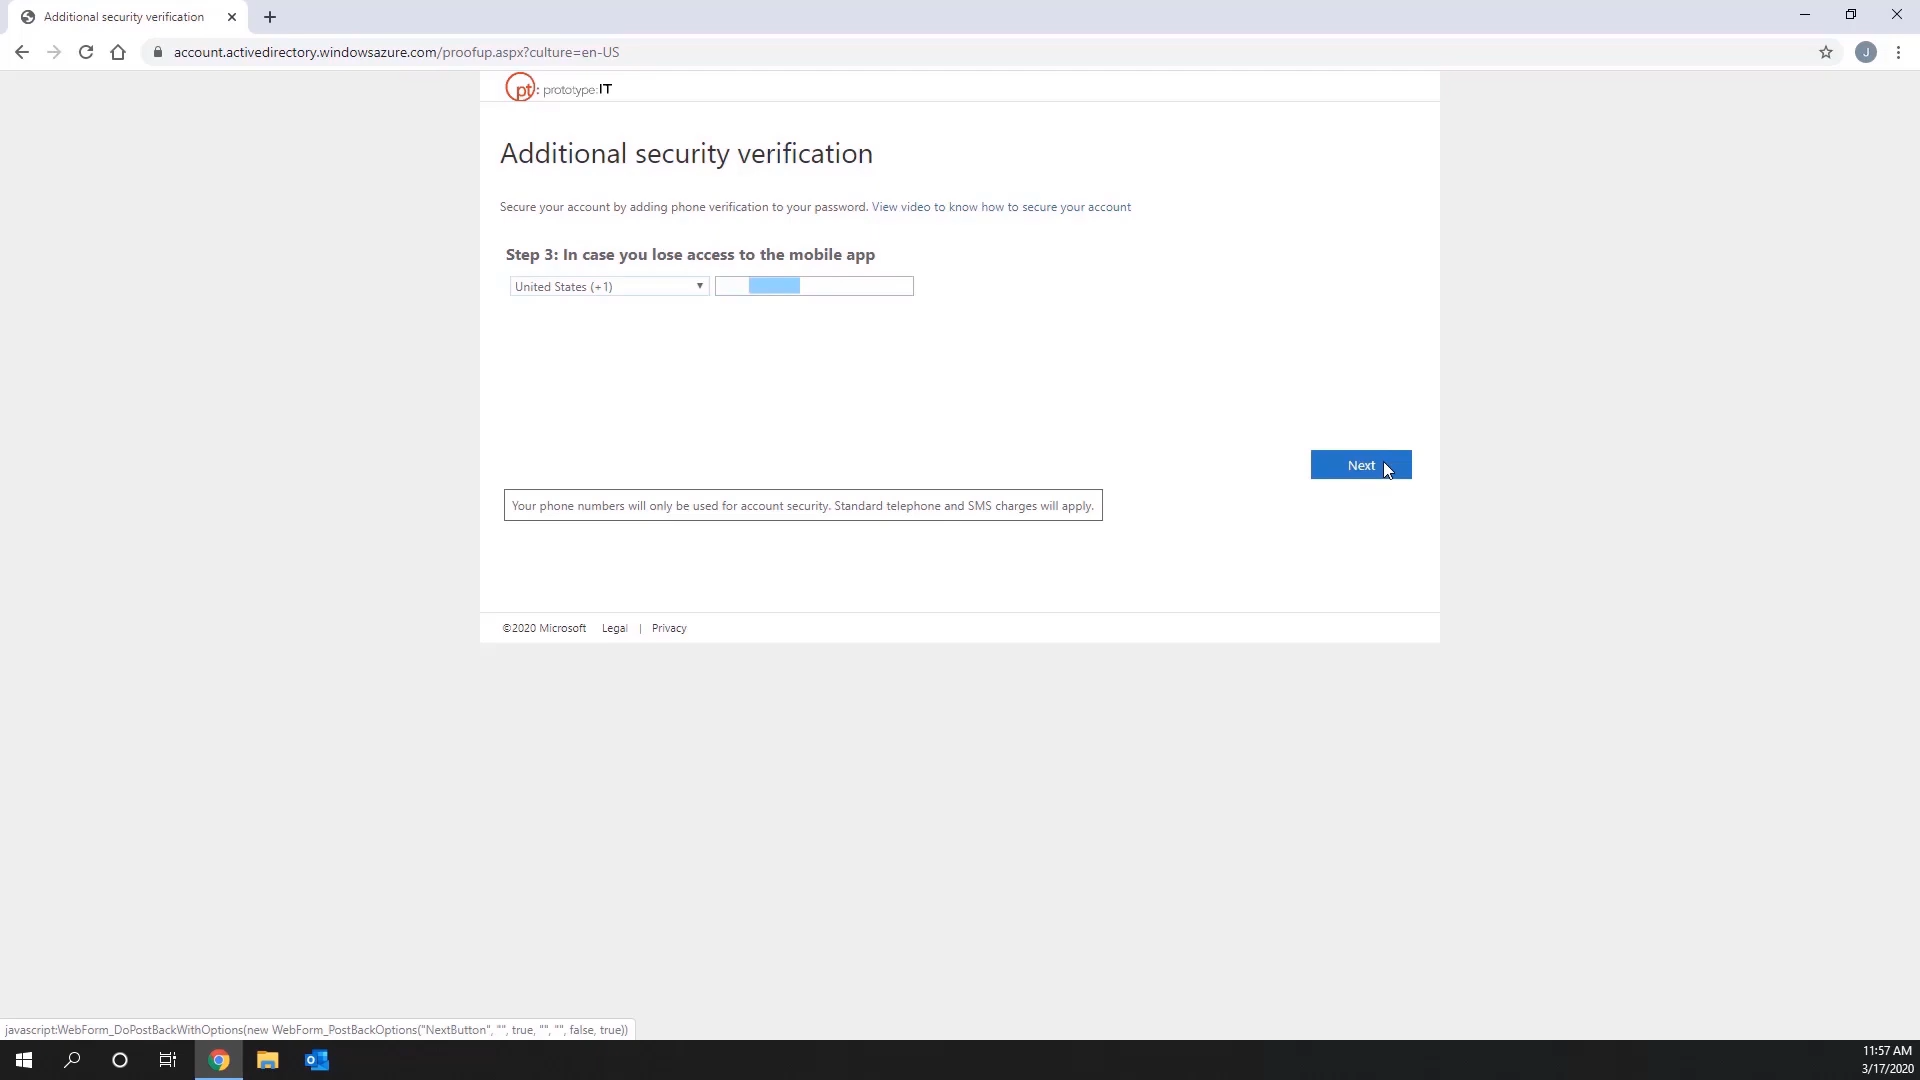 Additional security verification
account.activedirectory.windowsazure.com/proofup.aspx?culture=en-US
J
pt: prototype:IT
Additional security verification
Secure your account by adding phone verification to your password. View video to know how to secure your account
Step 3: In case you lose access to the mobile app
United States (+1)
Next
Your phone numbers will only be used for account security. Standard telephone and SMS charges will apply.
©2020 Microsoft Legal | Privacy
javascript:WebForm_DoPostBackWithOptions(new WebForm_PostBackOptions("NextButton", "", true, "", "", false, true))
11:57 AM
3/17/2020